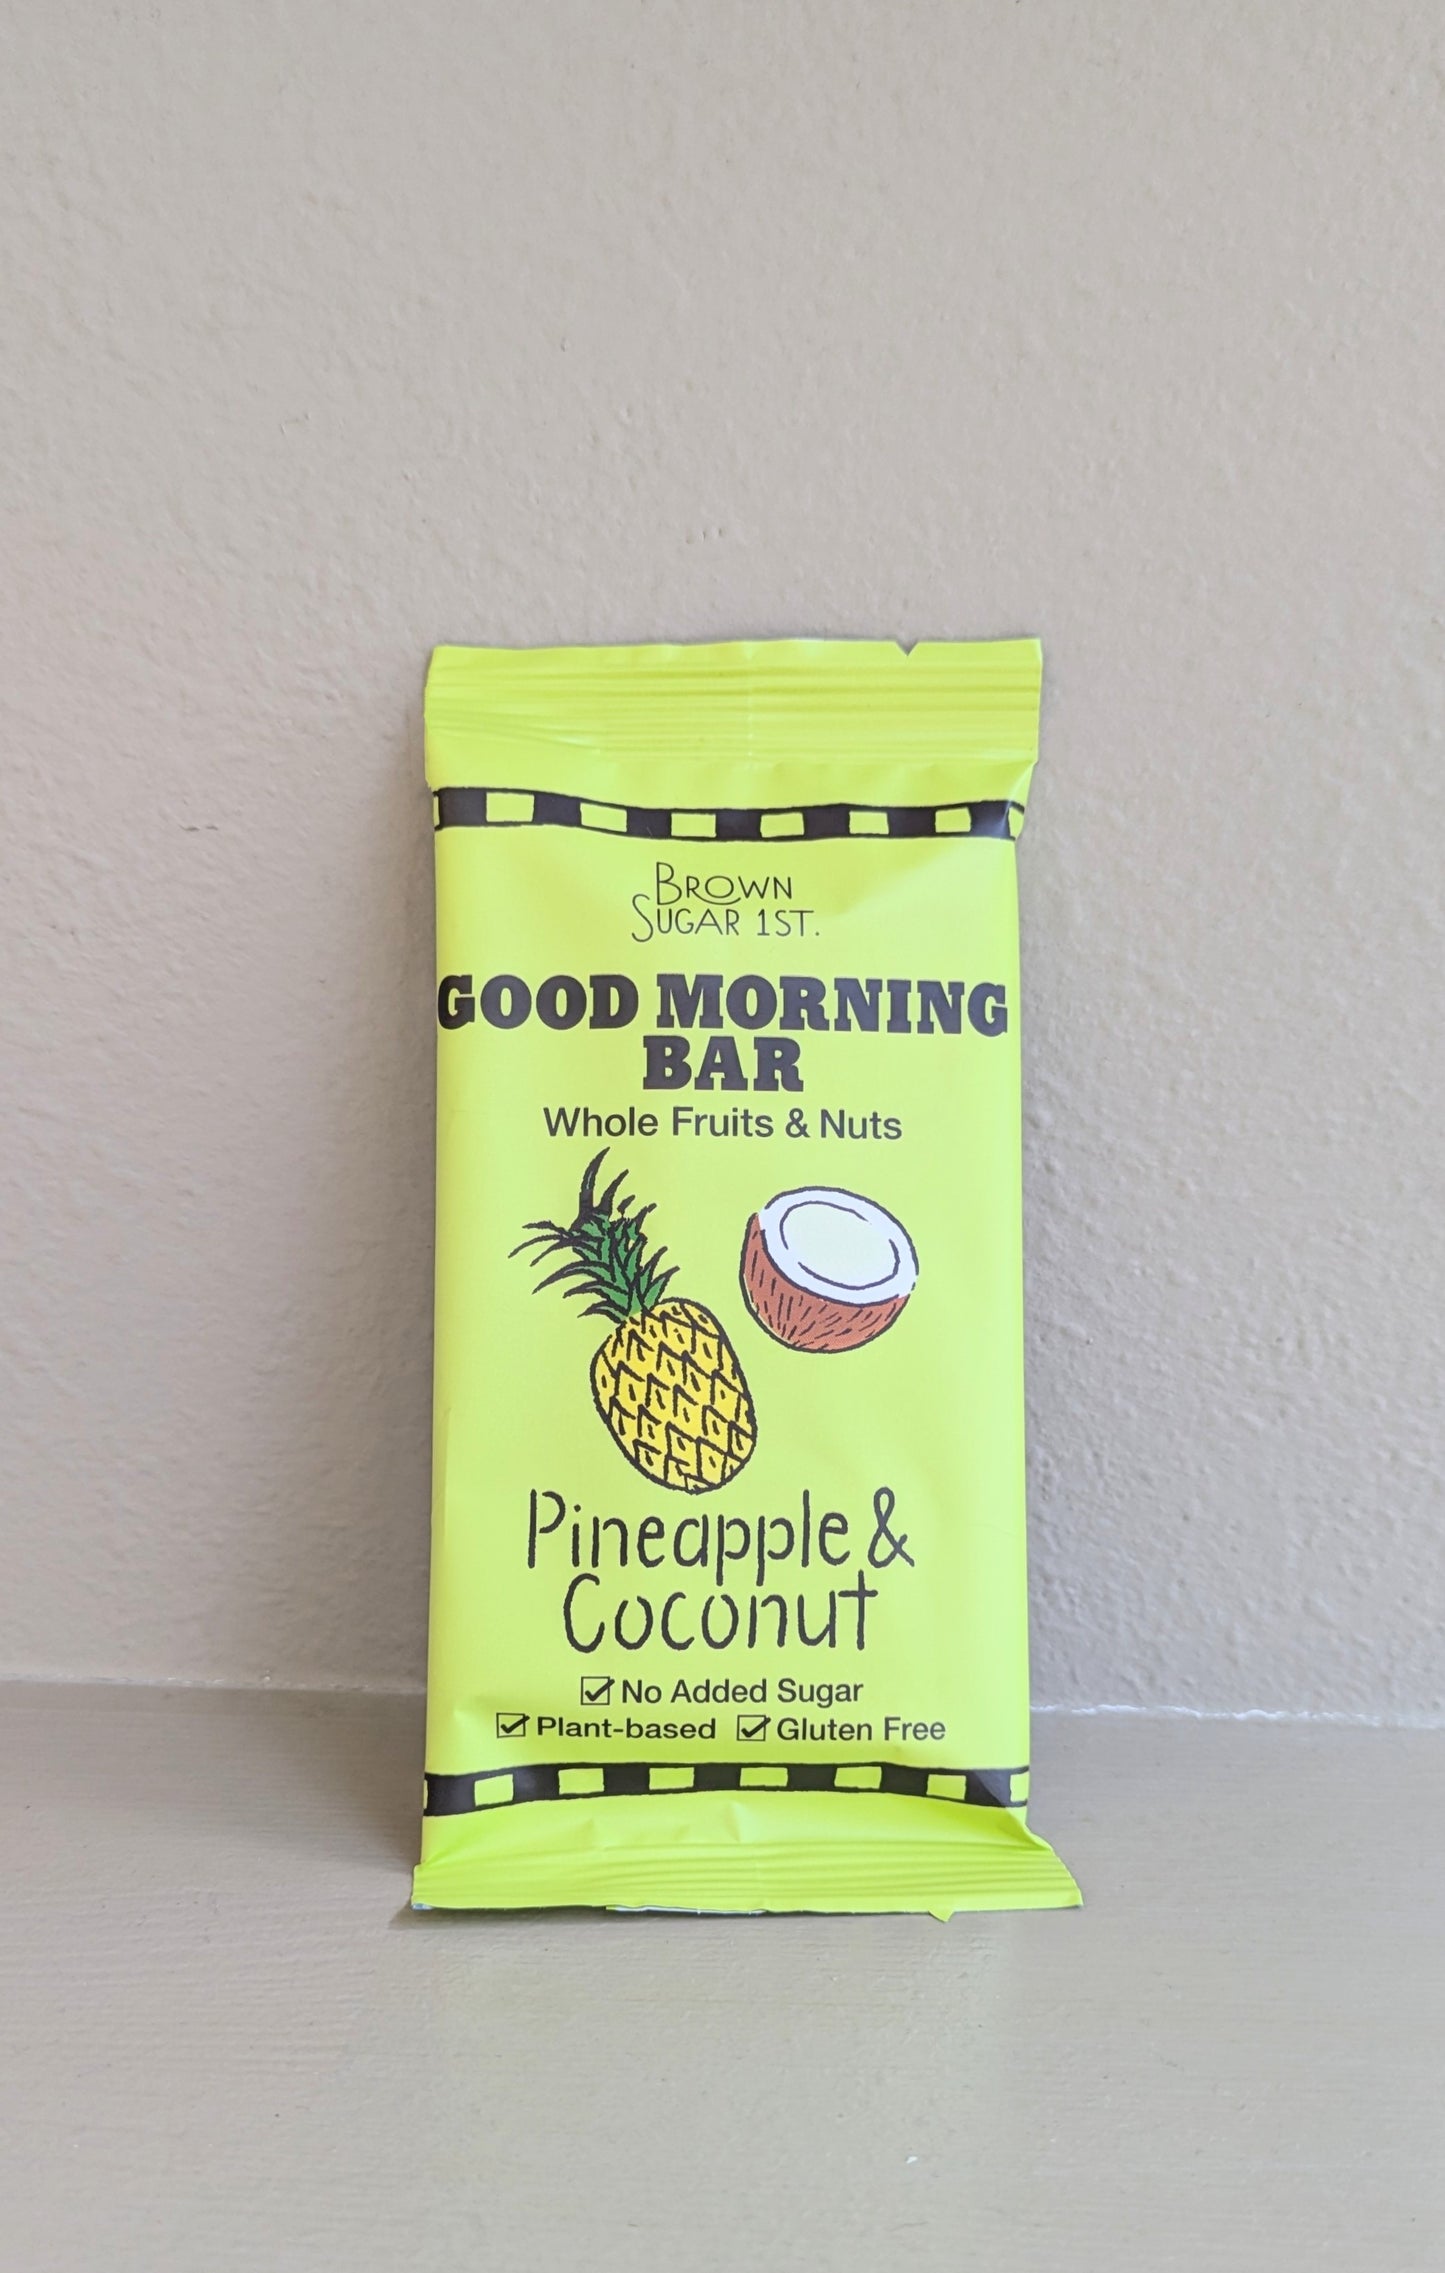 BROWN
SUGAR 1ST.
GOOD MORNING
BAR
Whole Fruits & Nuts
Pineapple &
Coconut
No Added Sugar
Plant-based Gluten Free